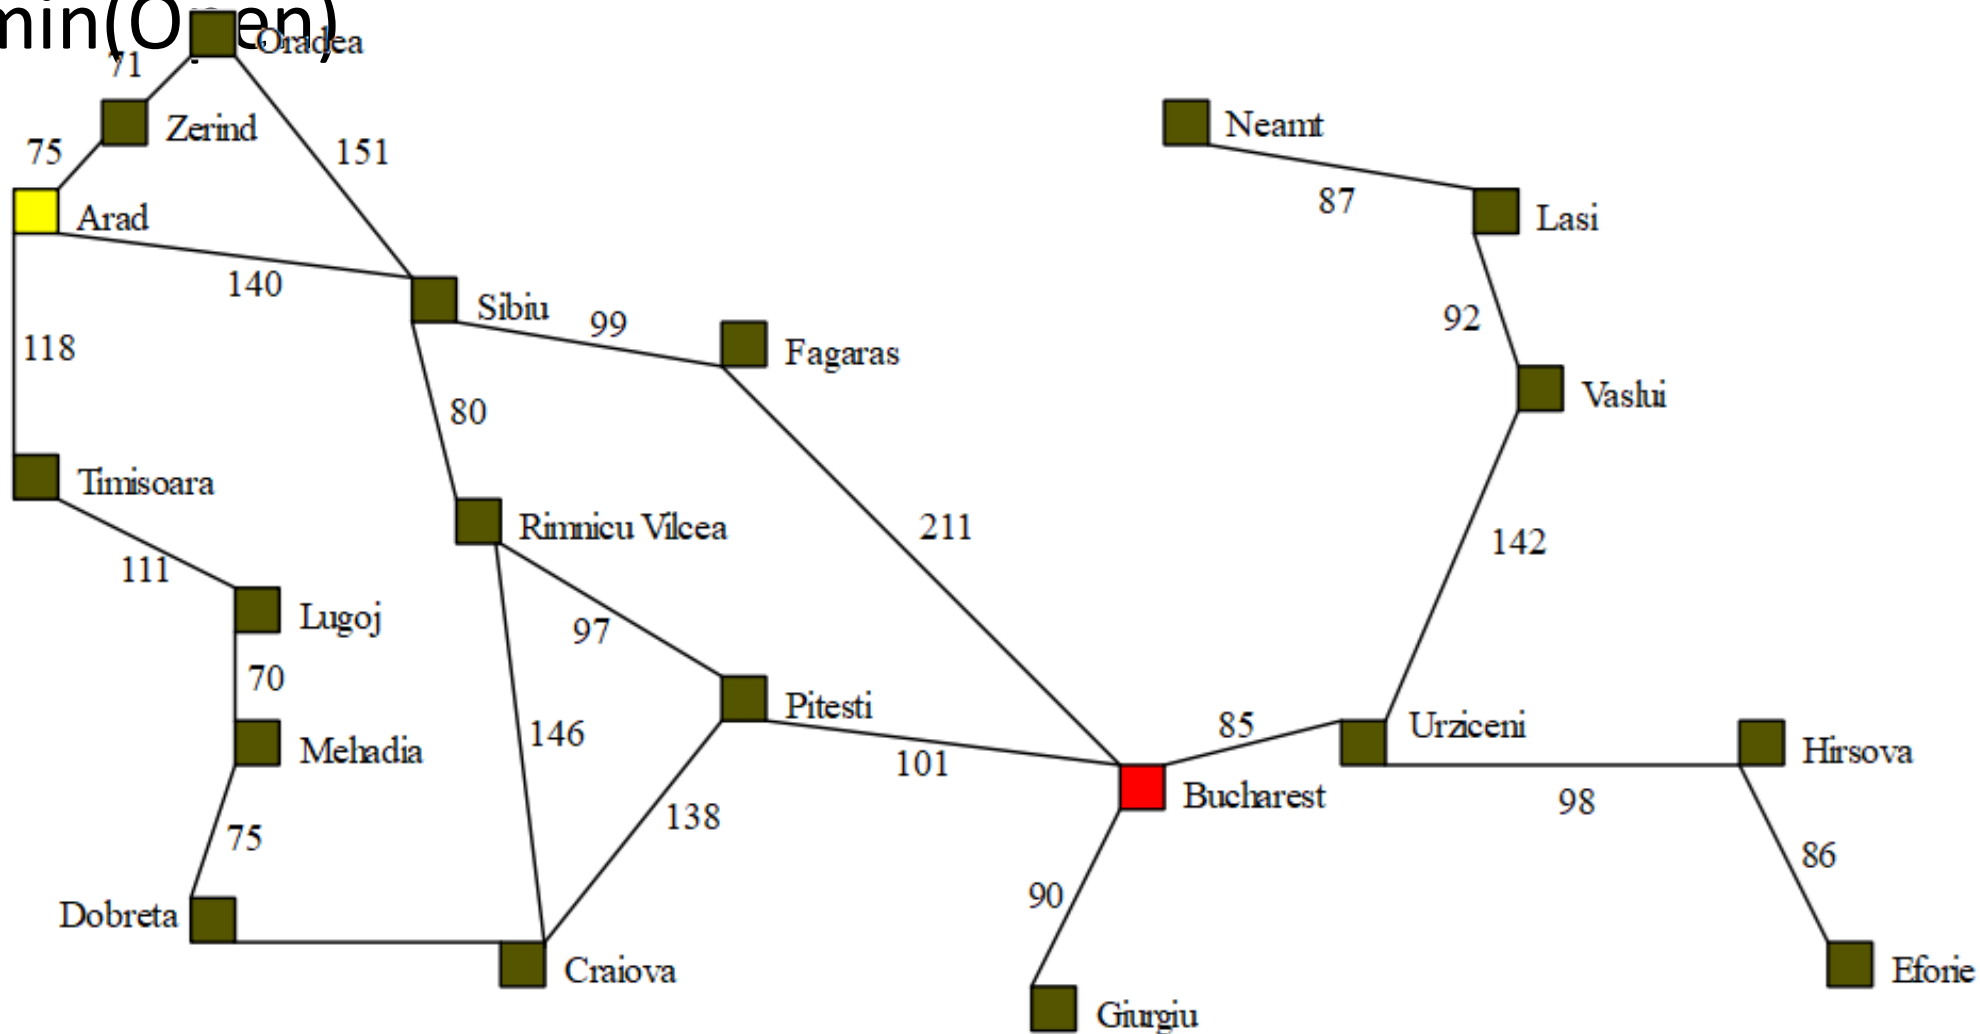 min(Open)
Oradea
71
Zerind
Neamt
75
151
87
Arad
Lasi
140
Sibiu
99
92
118
Fagaras
Vaslui
80
Timisoara
Rimnicu Vilcea
211
142
111
Lugoj
97
70
Pitesti
85
Urziceni
146
Mehadia
101
Hirsova
Bucharest
138
98
75
86
90
Dobreta
Craiova
Eforie
Giurgiu